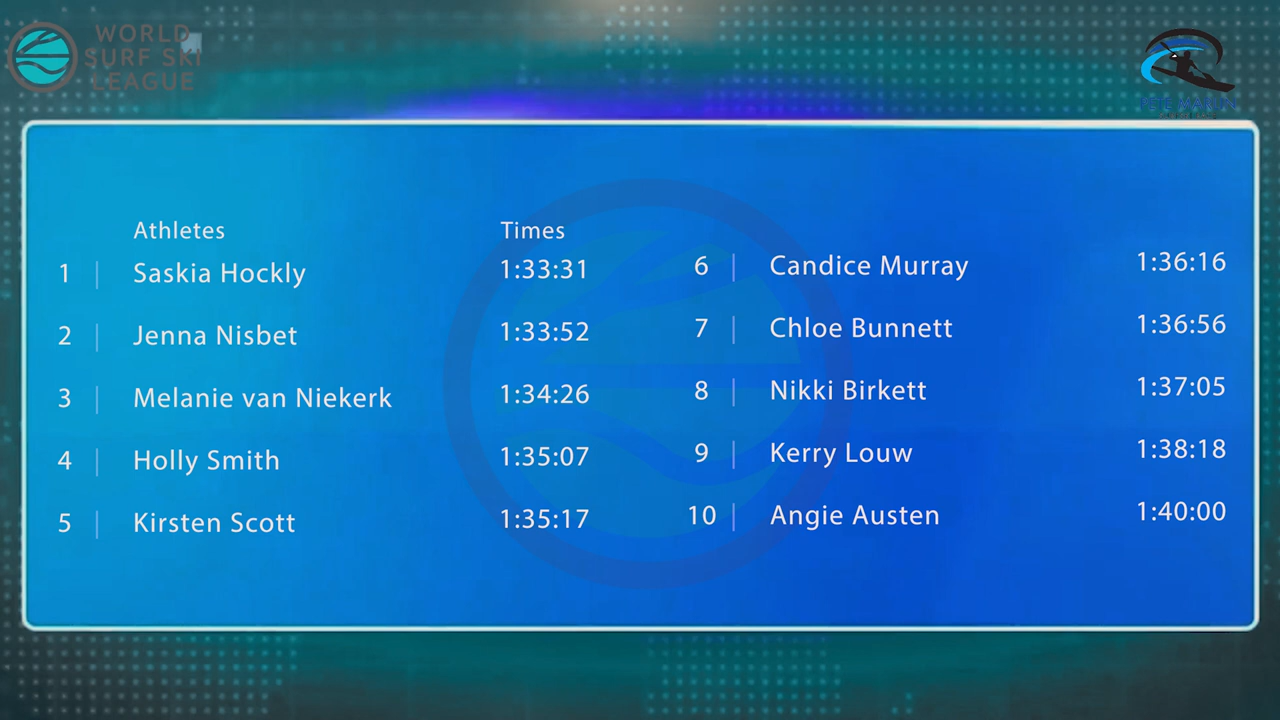 WORLD
SURF SKI
LEAGUE
PETE MARLIN
Athletes Times
1 Saskia Hockly 1:33:31
2 Jenna Nisbet 1:33:52
3 Melanie van Niekerk 1:34:26
4 Holly Smith 1:35:07
5 Kirsten Scott 1:35:17
6 Candice Murray 1:36:16
7 Chloe Bunnett 1:36:56
8 Nikki Birkett 1:37:05
9 Kerry Louw 1:38:18
10 Angie Austen 1:40:00